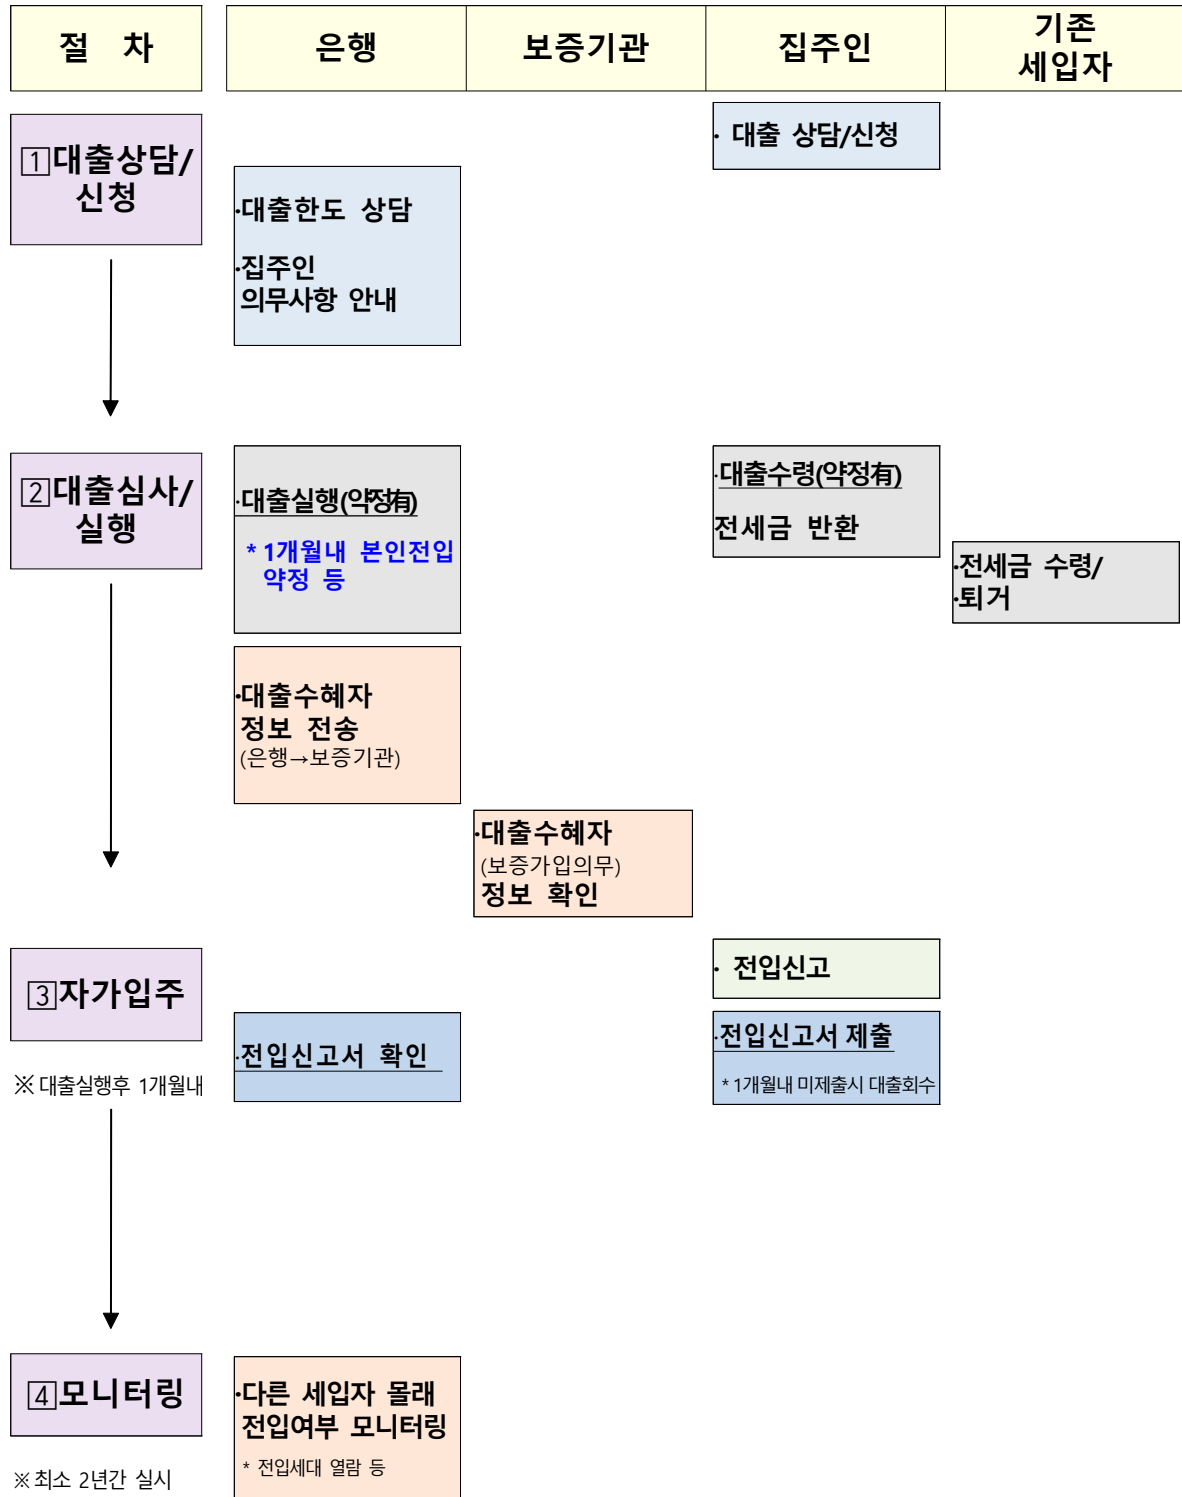 절 차
은행
보증기관
집주인
기존
세입자
1대출상담/
신청
· 대출 상담/신청
·대출한도 상담
·집주인
의무사항 안내
2대출심사/
실행
·대출실행(약정有)
* 1개월내 본인전입
약정 등
·대출수령(약정有)
전세금 반환
·전세금 수령/
·퇴거
·대출수혜자
정보 전송
(은행→보증기관)
·대출수혜자
(보증가입의무)
정보 확인
3자가입주
※ 대출실행후 1개월내
· 전입신고
·전입신고서 확인
·전입신고서 제출
* 1개월내 미제출시 대출회수
4모니터링
※ 최소 2년간 실시
·다른 세입자 몰래
전입여부 모니터링
* 전입세대 열람 등